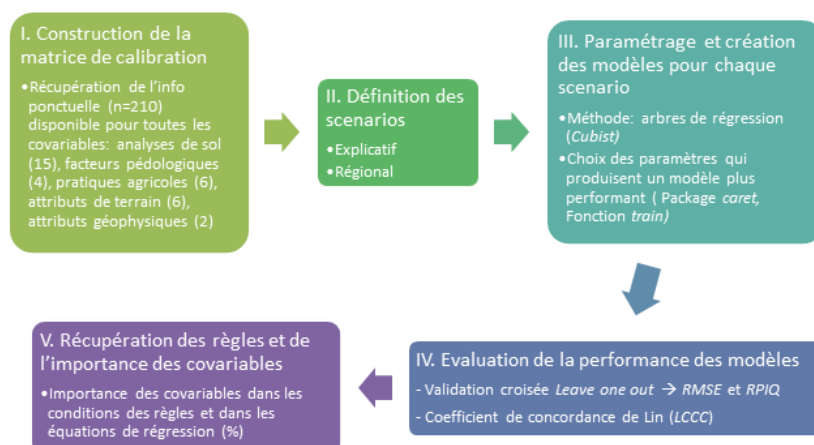 I. Construction de la
matrice de calibration
•Récupération de l'info
ponctuelle (n=210)
disponible pour toutes les
covariables: analyses de sol
(15), facteurs pédologiques
(4), pratiques agricoles (6),
attributs de terrain (6),
attributs géophysiques (2)
II. Définition des
scenarios
•Explicatif
•Régional
III. Paramétrage et création
des modèles pour chaque
scenario
•Méthode: arbres de régression
(Cubist)
•Choix des paramètres qui
produisent un modèle plus
performant ( Package caret,
Fonction train)
IV. Evaluation de la performance des modèles
- Validation croisée Leave one out → RMSE et RPIQ
- Coefficient de concordance de Lin (LCCC)
V. Récupération des règles et de
l'importance des covariables
•Importance des covariables dans les
conditions des règles et dans les
équations de régression (%)